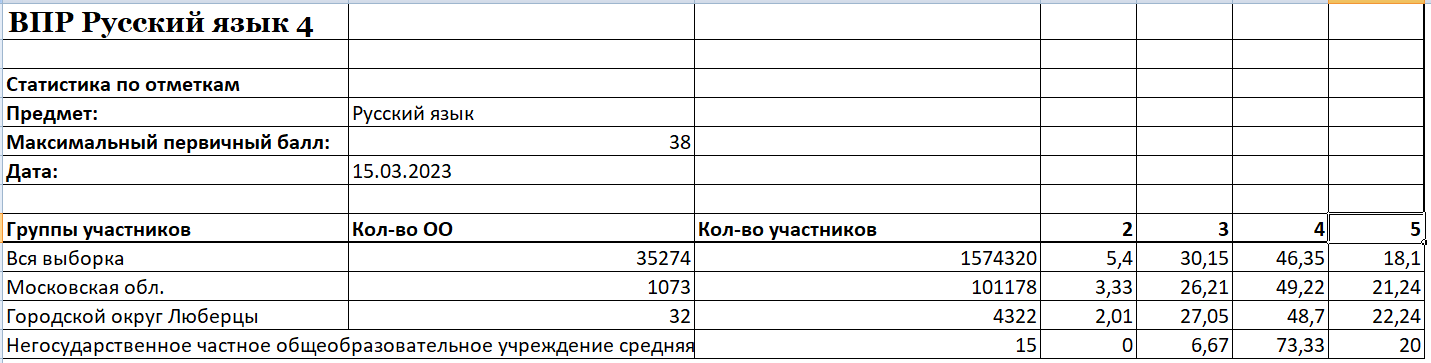 ВПР Русский язык 4
Статистика по отметкам
Предмет: Русский язык
Максимальный первичный балл: 38
Дата: 15.03.2023
Группы участников Кол-во ОО Кол-во участников 2 3 4 5
Вся выборка 35274 1574320 5,4 30,15 46,35 18,1
Московская обл. 1073 101178 3,33 26,21 49,22 21,24
Городской округ Люберцы 32 4322 2,01 27,05 48,7 22,24
Негосударственное частное общеобразовательное учреждение средняя 15 0 6,67 73,33 20